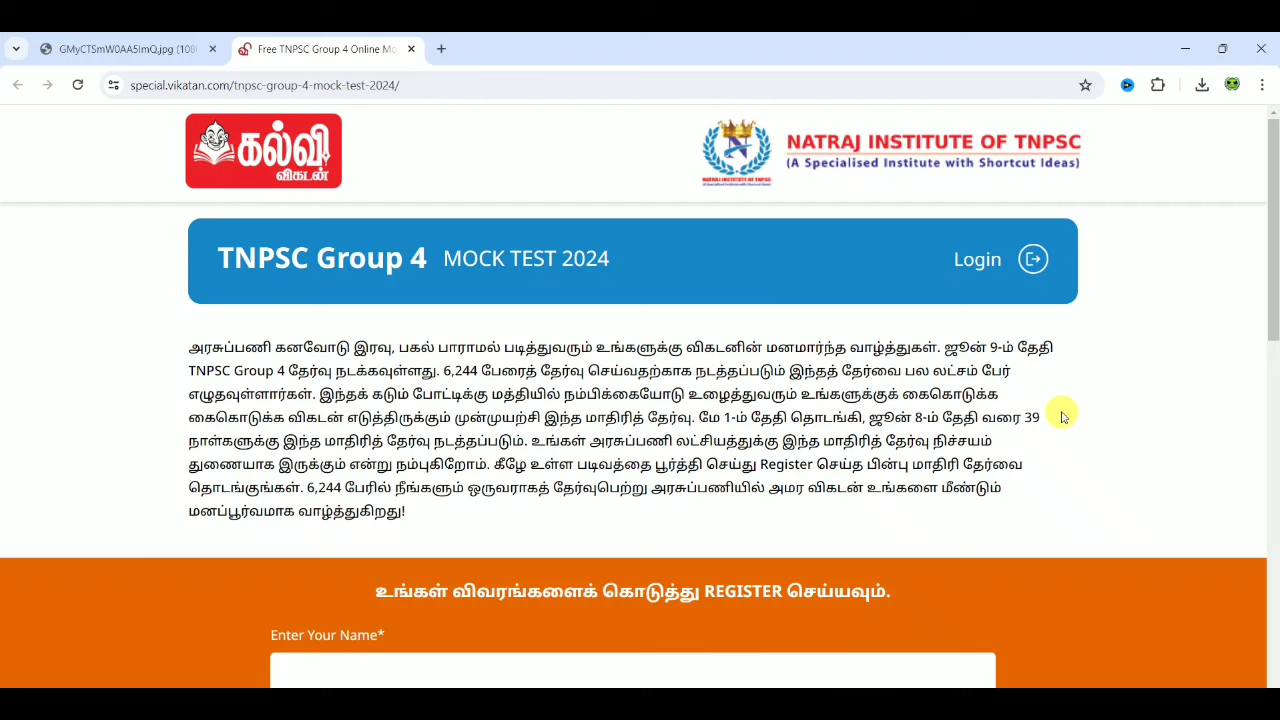 GMyCTSmW0AA5ImQ.jpg (108
Free TNPSC Group 4 Online Mo
special.vikatan.com/tnpsc-group-4-mock-test-2024/
கல்வி
விகடன்
NATRAJ INSTITUTE OF TNPSC
(A Specialised Institute with Shortcut Ideas)
TNPSC Group 4 MOCK TEST 2024
Login
அரசுப்பணி கனவோடு இரவு, பகல் பாராமல் படித்துவரும் உங்களுக்கு விகடனின் மனமார்ந்த வாழ்த்துகள். ஜூன் 9-ம் தேதி
TNPSC Group 4 தேர்வு நடக்கவுள்ளது. 6,244 பேரைத் தேர்வு செய்வதற்காக நடத்தப்படும் இந்தத் தேர்வை பல லட்சம் பேர்
எழுதவுள்ளார்கள். இந்தக் கடும் போட்டிக்கு மத்தியில் நம்பிக்கையோடு உழைத்துவரும் உங்களுக்குக் கைகொடுக்க
கைகொடுக்க விகடன் எடுத்திருக்கும் முன்முயற்சி இந்த மாதிரித் தேர்வு. மே 1-ம் தேதி தொடங்கி, ஜூன் 8-ம் தேதி வரை 39
நாள்களுக்கு இந்த மாதிரித் தேர்வு நடத்தப்படும். உங்கள் அரசுப்பணி லட்சியத்துக்கு இந்த மாதிரித் தேர்வு நிச்சயம்
துணையாக இருக்கும் என்று நம்புகிறோம். கீழே உள்ள படிவத்தை பூர்த்தி செய்து Register செய்த பின்பு மாதிரி தேர்வை
தொடங்குங்கள். 6,244 பேரில் நீங்களும் ஒருவராகத் தேர்வுபெற்று அரசுப்பணியில் அமர விகடன் உங்களை மீண்டும்
மனப்பூர்வமாக வாழ்த்துகிறது!
உங்கள் விவரங்களைக் கொடுத்து REGISTER செய்யவும்.
Enter Your Name*